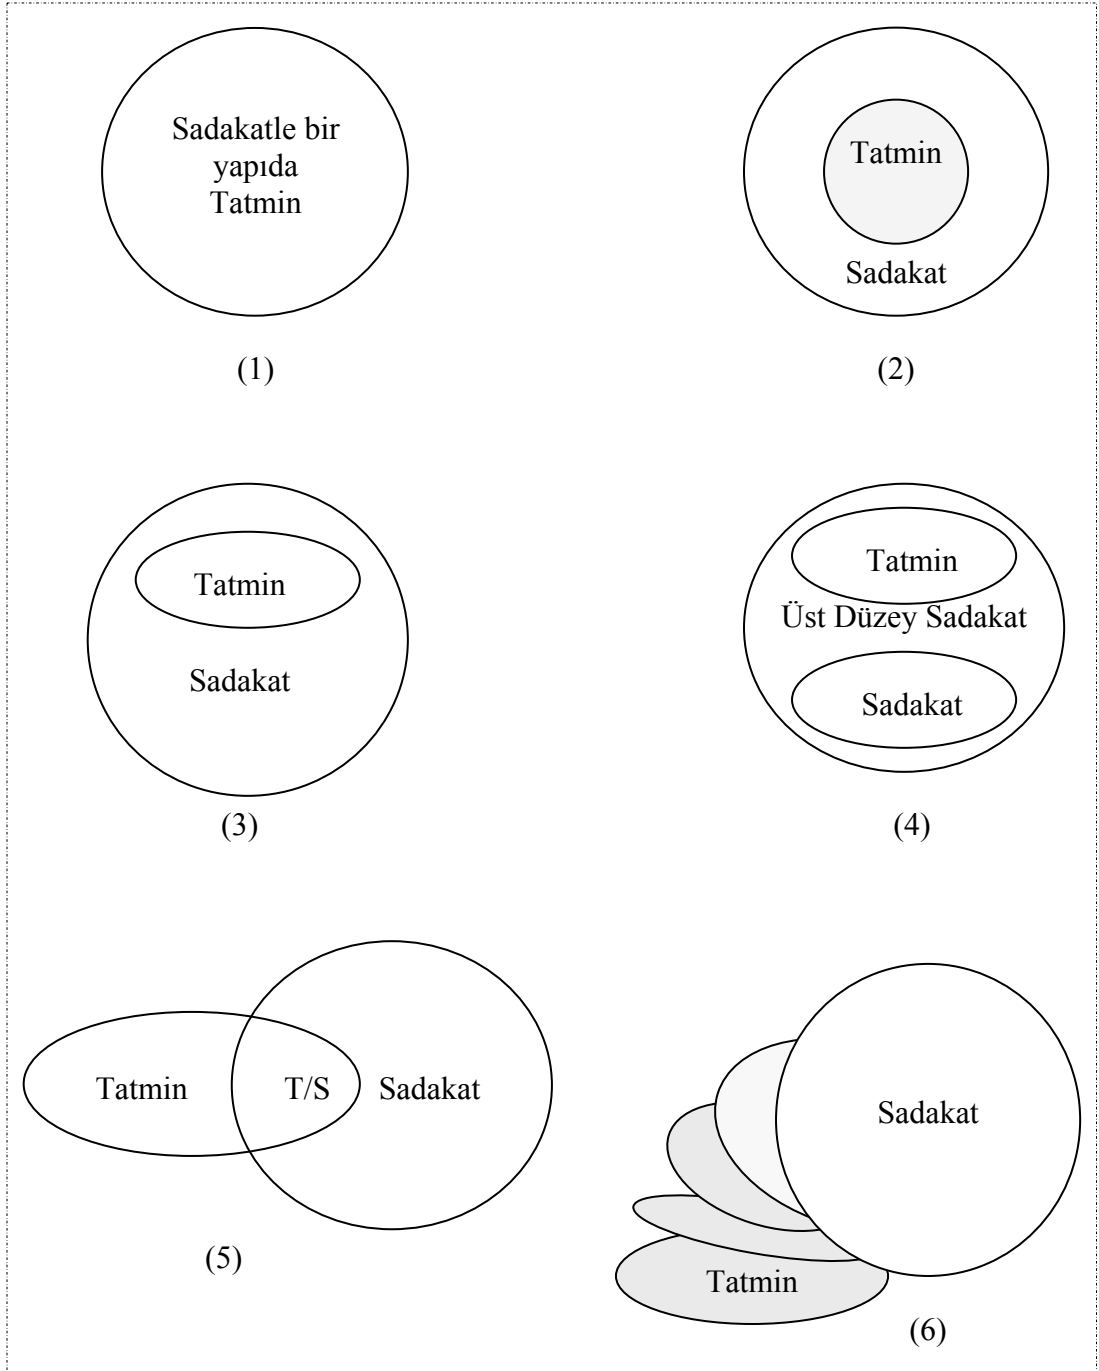 Sadakatle bir
yapıda
Tatmin
(1)
Tatmin
Sadakat
(2)
Tatmin
Sadakat
(3)
Tatmin
Üst Düzey Sadakat
Sadakat
(4)
Tatmin
T/S
Sadakat
(5)
Sadakat
Tatmin
(6)